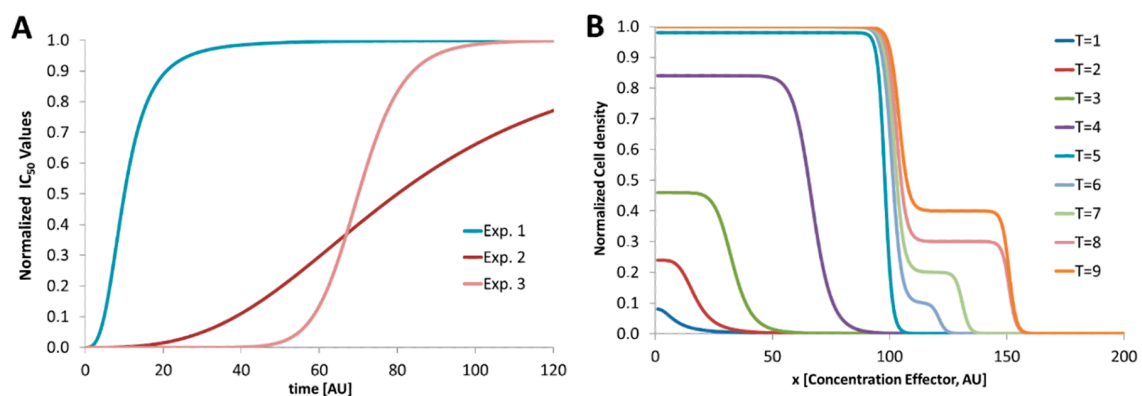 A
Normalized IC50 Values
1.0
0.9
0.8
0.7
0.6
0.5
0.4
0.3
0.2
0.1
0.0
0 20 40 60 80 100 120
time [AU]
Exp. 1
Exp. 2
Exp. 3
B
Normalized Cell density
1.0
0.9
0.8
0.7
0.6
0.5
0.4
0.3
0.2
0.1
0.0
0 50 100 150 200
x [Concentration Effector, AU]
T=1
T=2
T=3
T=4
T=5
T=6
T=7
T=8
T=9